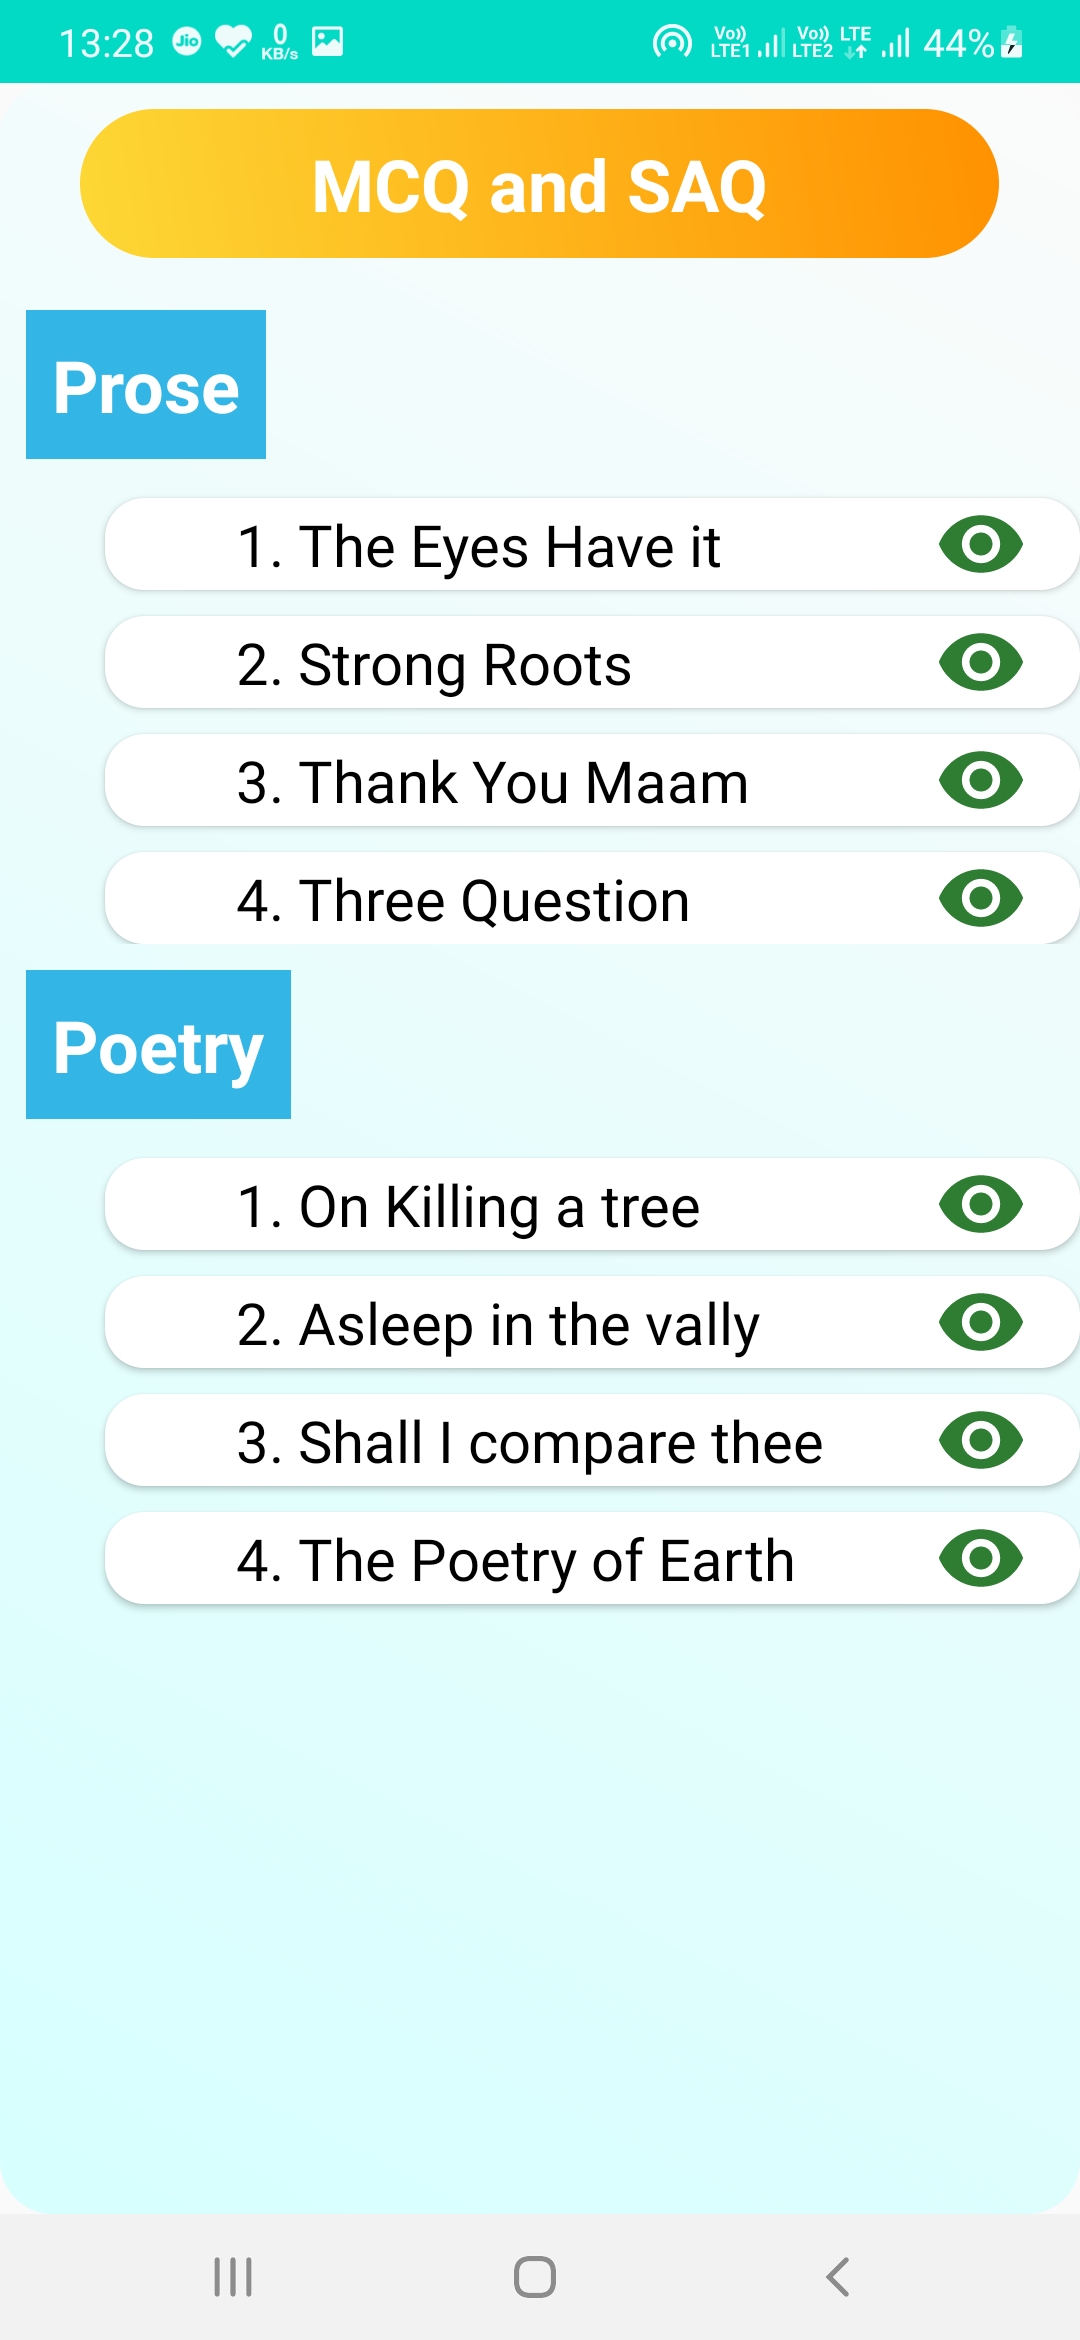 13:28 Jio 0 KB/s Vo)) LTE1 Vo)) LTE2 LTE 44%
MCQ and SAQ
Prose
1. The Eyes Have it
2. Strong Roots
3. Thank You Maam
4. Three Question
Poetry
1. On Killing a tree
2. Asleep in the vally
3. Shall I compare thee
4. The Poetry of Earth